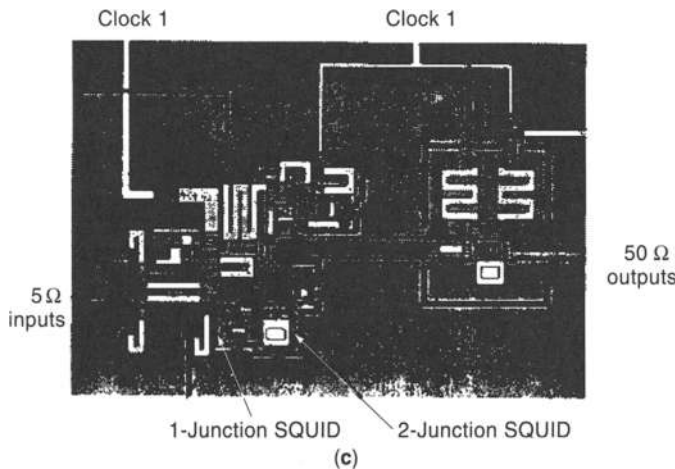 Clock 1
Clock 1
5 Ω
inputs
50 Ω
outputs
1-Junction SQUID
2-Junction SQUID
(c)